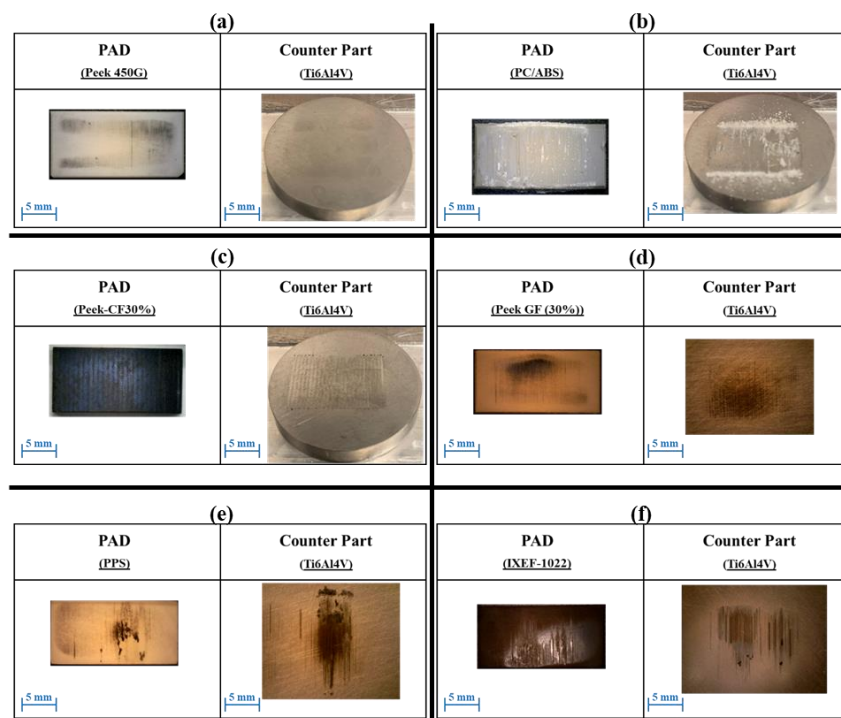 (a)
PAD
(Peek 450G)
Counter Part
(Ti6Al4V)
5 mm
5 mm
(b)
PAD
(PC/ABS)
Counter Part
(Ti6Al4V)
5 mm
5 mm
(c)
PAD
(Peek-CF30%)
Counter Part
(Ti6Al4V)
5 mm
5 mm
(d)
PAD
(Peek GF (30%))
Counter Part
(Ti6Al4V)
5 mm
5 mm
(e)
PAD
(PPS)
Counter Part
(Ti6Al4V)
5 mm
5 mm
(f)
PAD
(IXEF-1022)
Counter Part
(Ti6Al4V)
5 mm
5 mm